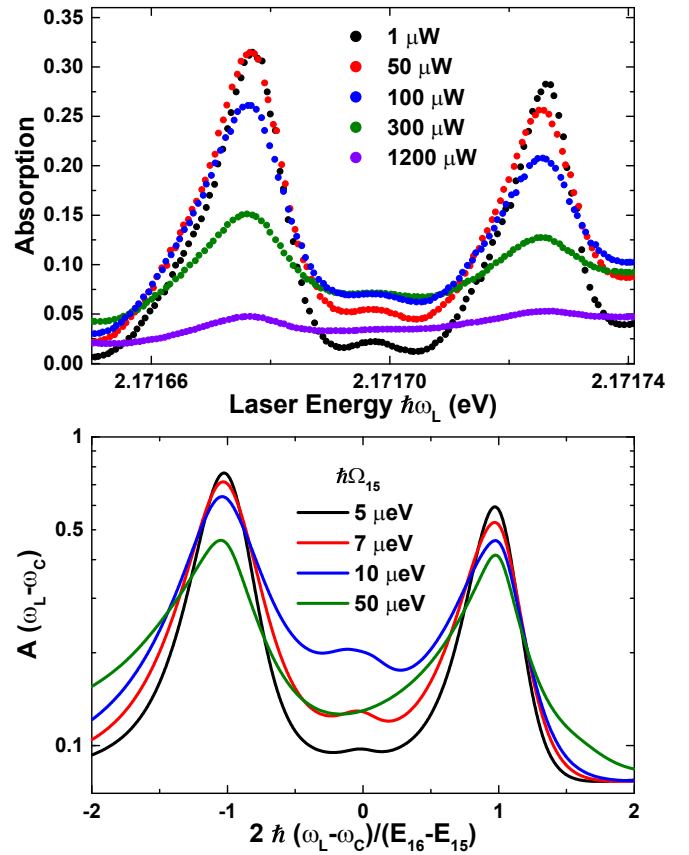 Absorption
0.35
0.30
0.25
0.20
0.15
0.10
0.05
0.00
1 μW
50 μW
100 μW
300 μW
1200 μW
2.17166
2.17170
2.17174
Laser Energy ℏω_L (eV)
A (ω_L-ω_C)
1
0.5
0.1
ℏΩ_15
5 μeV
7 μeV
10 μeV
50 μeV
-2
-1
0
1
2
2 ℏ (ω_L-ω_C)/(E_16-E_15)